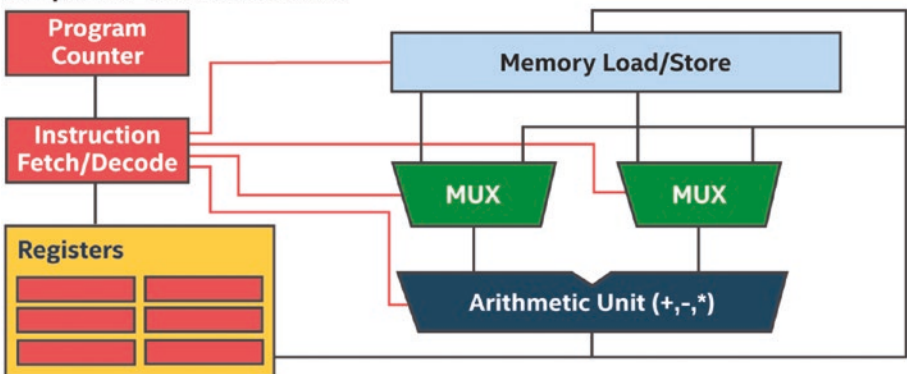 Program
Counter
Memory Load/Store
Instruction
Fetch/Decode
MUX
MUX
Registers
Arithmetic Unit (+,-,*)